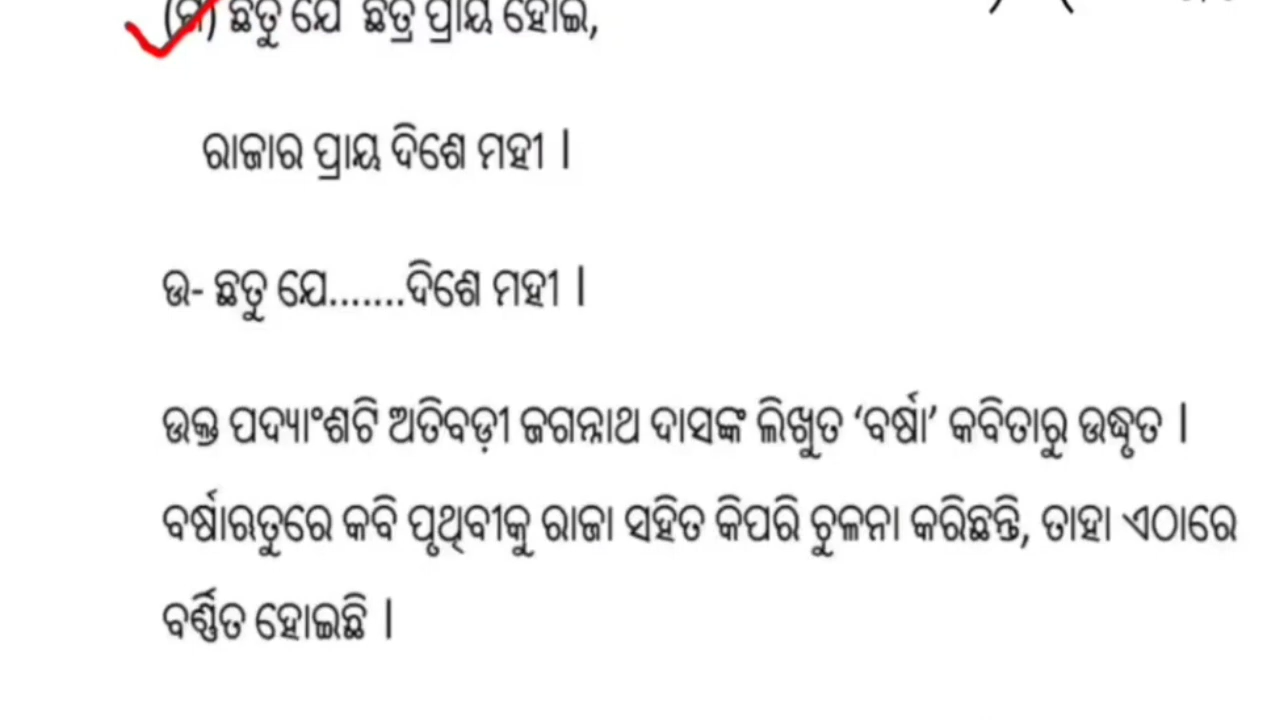 (କ) ଛତୁ ଯେ ଛତ୍ର ପ୍ରାୟ ହୋଇ,
ରାଜାର ପ୍ରାୟ ଦିଶେ ମହୀ ।
ଉ- ଛତୁ ଯେ.......ଦିଶେ ମହୀ ।
ଉକ୍ତ ପଦ୍ୟାଂଶଟି ଅତିବଡ଼ୀ ଜଗନ୍ନାଥ ଦାସଙ୍କ ଲିଖିତ ‘ବର୍ଷା’ କବିତାରୁ ଉଦ୍ଧୃତ ।
ବର୍ଷାଋତୁରେ କବି ପୃଥିବୀକୁ ରାଜା ସହିତ କିପରି ତୁଳନା କରିଛନ୍ତି, ତାହା ଏଠାରେ
ବର୍ଣ୍ଣିତ ହୋଇଛି ।